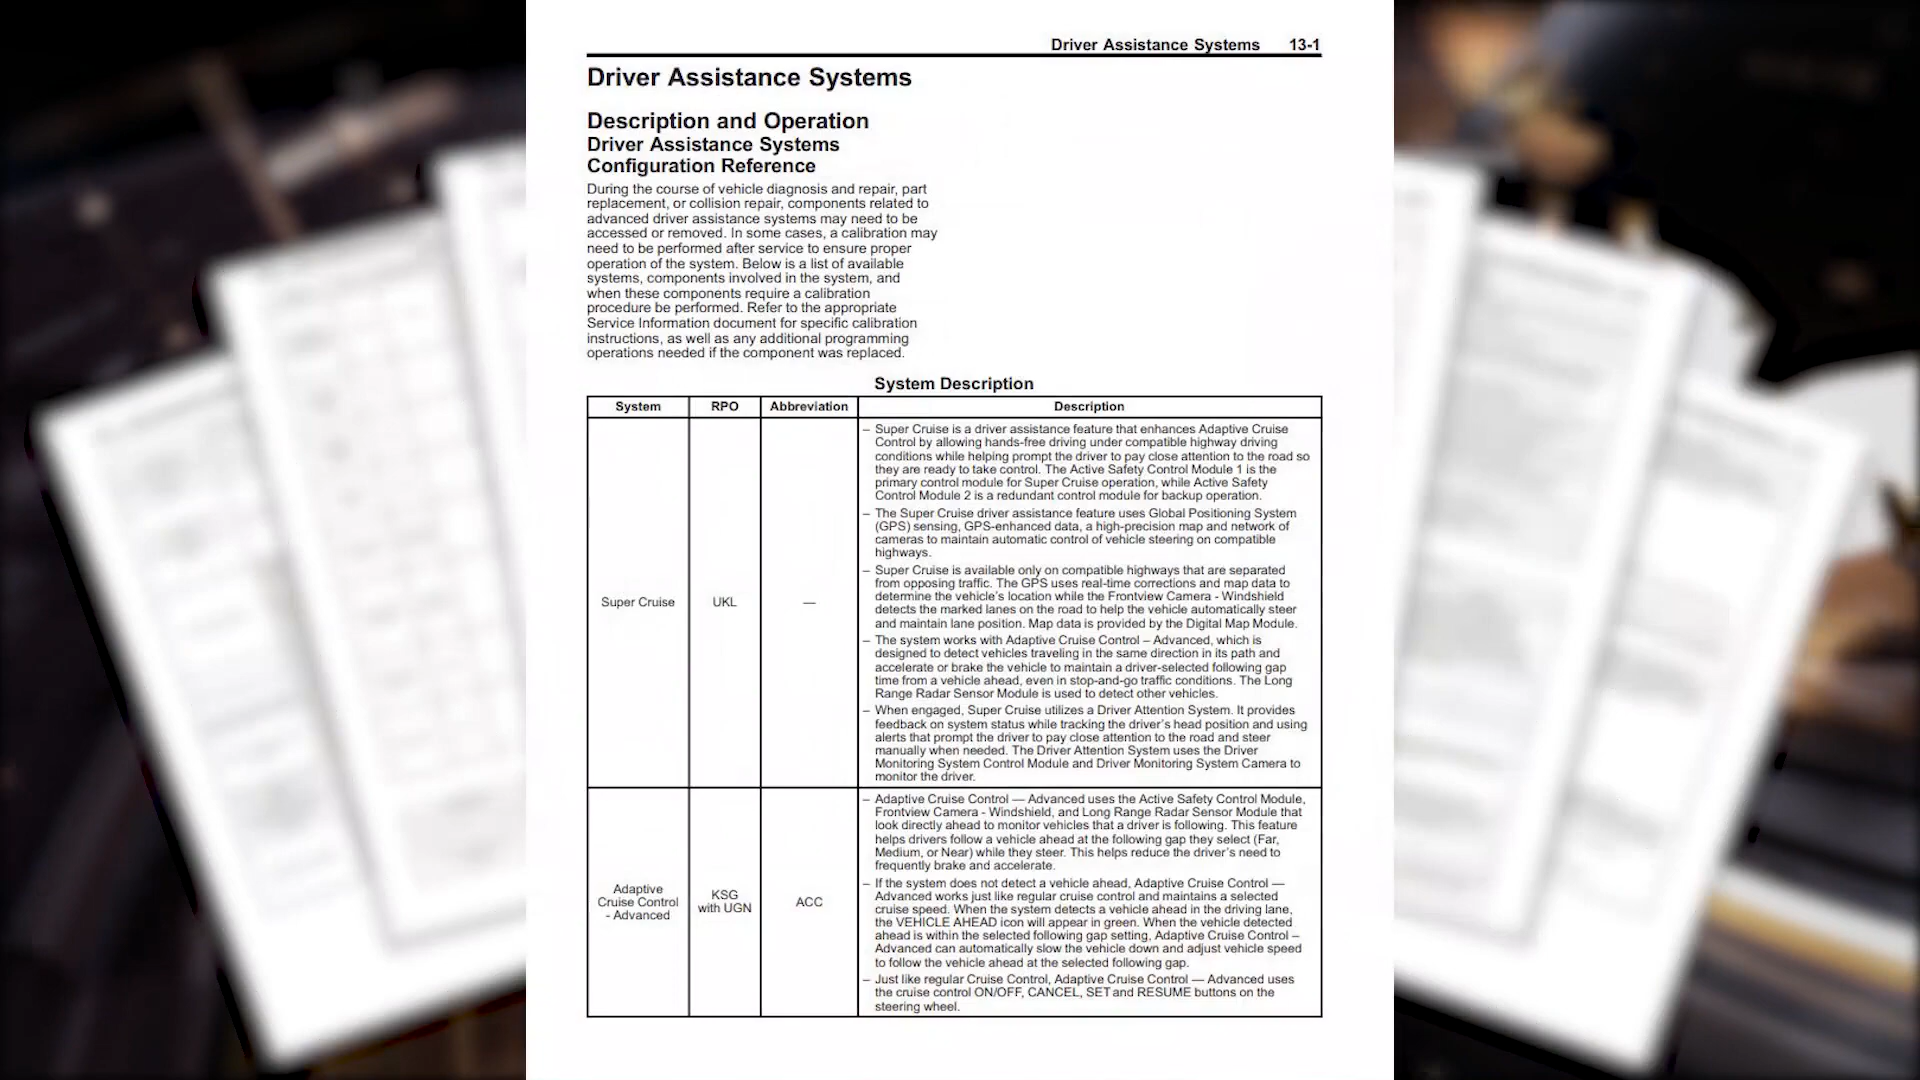 Driver Assistance Systems 13-1
Driver Assistance Systems
Description and Operation
Driver Assistance Systems
Configuration Reference
During the course of vehicle diagnosis and repair, part
replacement, or collision repair, components related to
advanced driver assistance systems may need to be
accessed or removed. In some cases, a calibration may
need to be performed after service to ensure proper
operation of the system. Below is a list of available
systems, components involved in the system, and
when these components require a calibration
procedure be performed. Refer to the appropriate
Service Information document for specific calibration
instructions, as well as any additional programming
operations needed if the component was replaced.
System Description
System RPO Abbreviation Description
Super Cruise UKL —
– Super Cruise is a driver assistance feature that enhances Adaptive Cruise
Control by allowing hands-free driving under compatible highway driving
conditions while helping prompt the driver to pay close attention to the road so
they are ready to take control. The Active Safety Control Module 1 is the
primary control module for Super Cruise operation, while Active Safety
Control Module 2 is a redundant control module for backup operation.
– The Super Cruise driver assistance feature uses Global Positioning System
(GPS) sensing, GPS-enhanced data, a high-precision map and network of
cameras to maintain automatic control of vehicle steering on compatible
highways.
– Super Cruise is available only on compatible highways that are separated
from opposing traffic. The GPS uses real-time corrections and map data to
determine the vehicle's location while the Frontview Camera - Windshield
detects the marked lanes on the road to help the vehicle automatically steer
and maintain lane position. Map data is provided by the Digital Map Module.
– The system works with Adaptive Cruise Control – Advanced, which is
designed to detect vehicles traveling in the same direction in its path and
accelerate or brake the vehicle to maintain a driver-selected following gap
time from a vehicle ahead, even in stop-and-go traffic conditions. The Long
Range Radar Sensor Module is used to detect other vehicles.
– When engaged, Super Cruise utilizes a Driver Attention System. It provides
feedback on system status while tracking the driver's head position and using
alerts that prompt the driver to pay close attention to the road and steer
manually when needed. The Driver Attention System uses the Driver
Monitoring System Control Module and Driver Monitoring System Camera to
monitor the driver.
Adaptive
Cruise Control
- Advanced
KSG
with UGN
ACC
– Adaptive Cruise Control — Advanced uses the Active Safety Control Module,
Frontview Camera - Windshield, and Long Range Radar Sensor Module that
look directly ahead to monitor vehicles that a driver is following. This feature
helps drivers follow a vehicle ahead at the following gap they select (Far,
Medium, or Near) while they steer. This helps reduce the driver's need to
frequently brake and accelerate.
– If the system does not detect a vehicle ahead, Adaptive Cruise Control —
Advanced works just like regular cruise control and maintains a selected
cruise speed. When the system detects a vehicle ahead in the driving lane,
the VEHICLE AHEAD icon will appear in green. When the vehicle detected
ahead is within the selected following gap setting, Adaptive Cruise Control –
Advanced can automatically slow the vehicle down and adjust vehicle speed
to follow the vehicle ahead at the selected following gap.
– Just like regular Cruise Control, Adaptive Cruise Control — Advanced uses
the cruise control ON/OFF, CANCEL, SET and RESUME buttons on the
steering wheel.